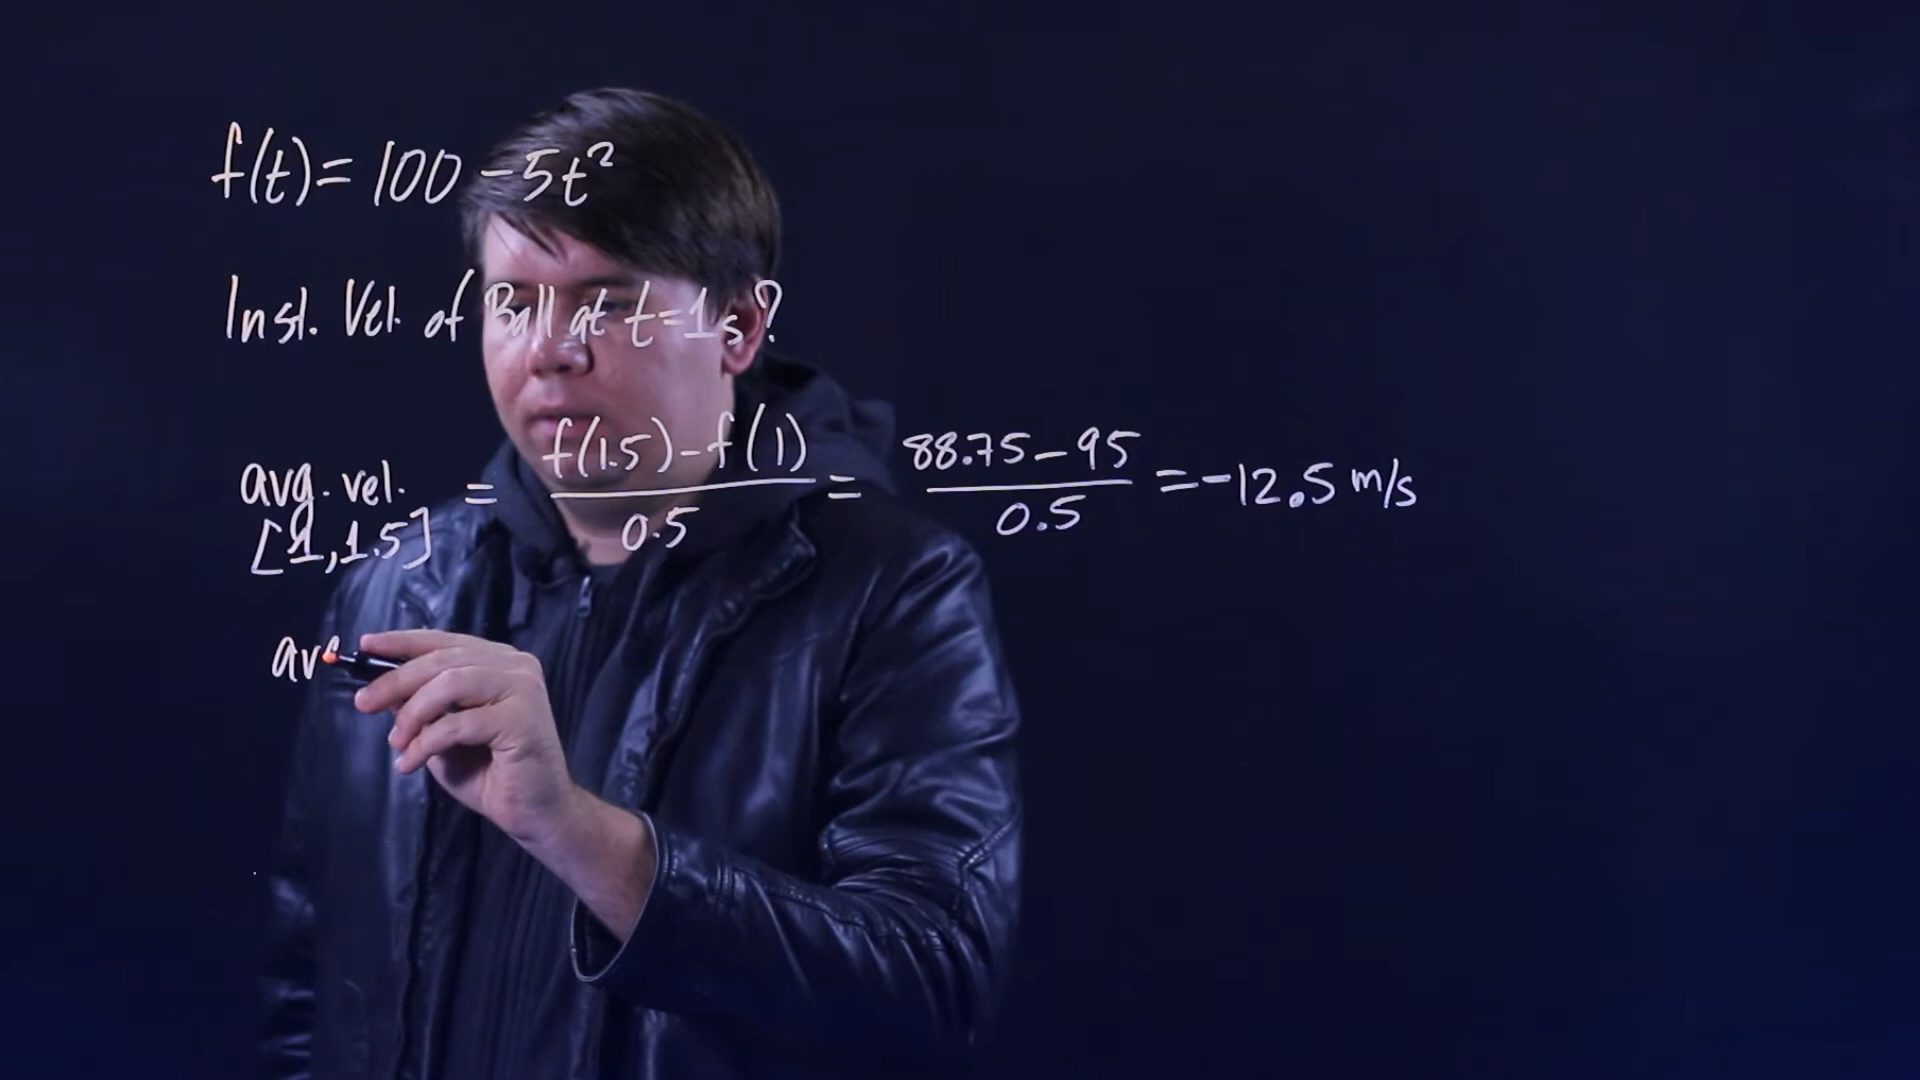 f(t) = 100 - 5t²
Inst. Vel. of Ball at t=1s?
avg. vel. [1,1.5] = f(1.5)-f(1) / 0.5 = 88.75-95 / 0.5 = -12.5 m/s
avg